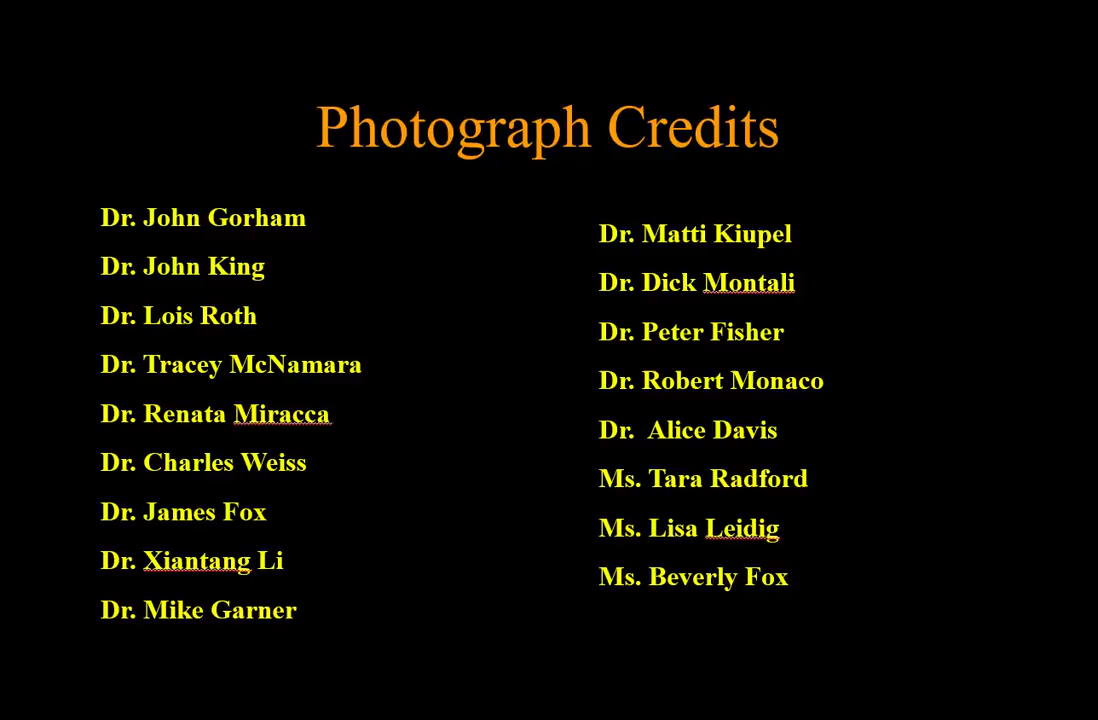 Photograph Credits
Dr. John Gorham
Dr. John King
Dr. Lois Roth
Dr. Tracey McNamara
Dr. Renata Miracca
Dr. Charles Weiss
Dr. James Fox
Dr. Xiantang Li
Dr. Mike Garner
Dr. Matti Kiupel
Dr. Dick Montali
Dr. Peter Fisher
Dr. Robert Monaco
Dr.  Alice Davis
Ms. Tara Radford
Ms. Lisa Leidig
Ms. Beverly Fox